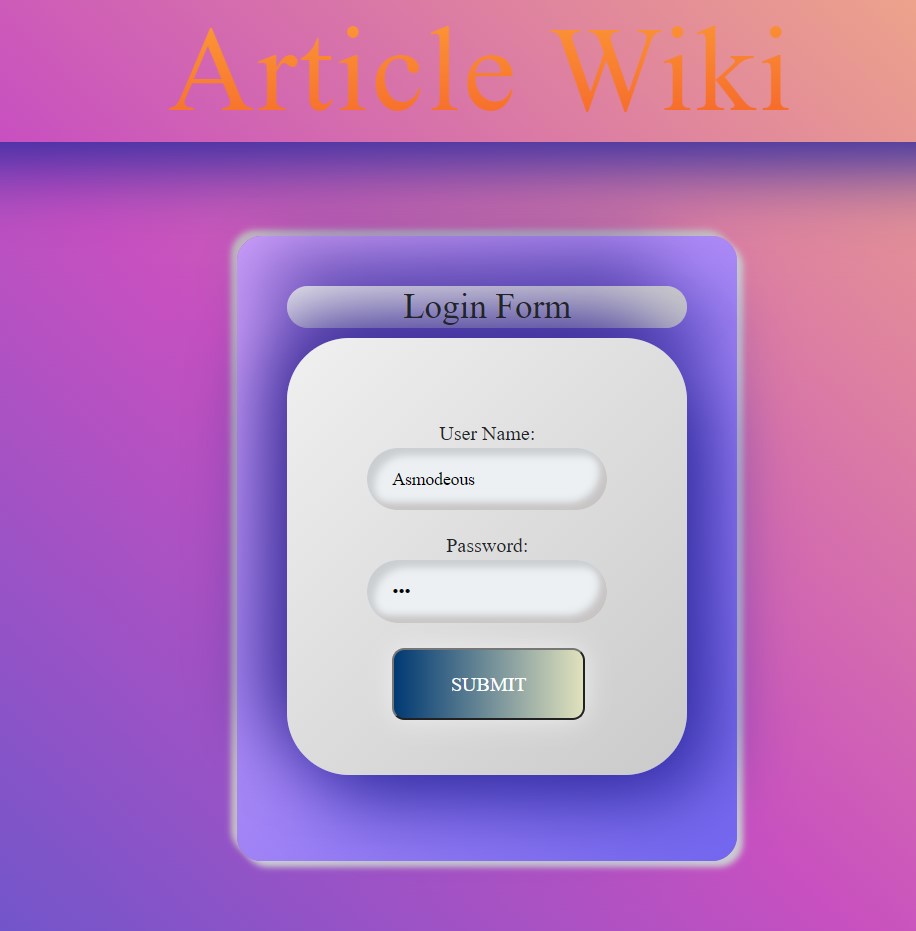 Article Wiki
Login Form
User Name:
Asmodeous
Password:
•••
SUBMIT